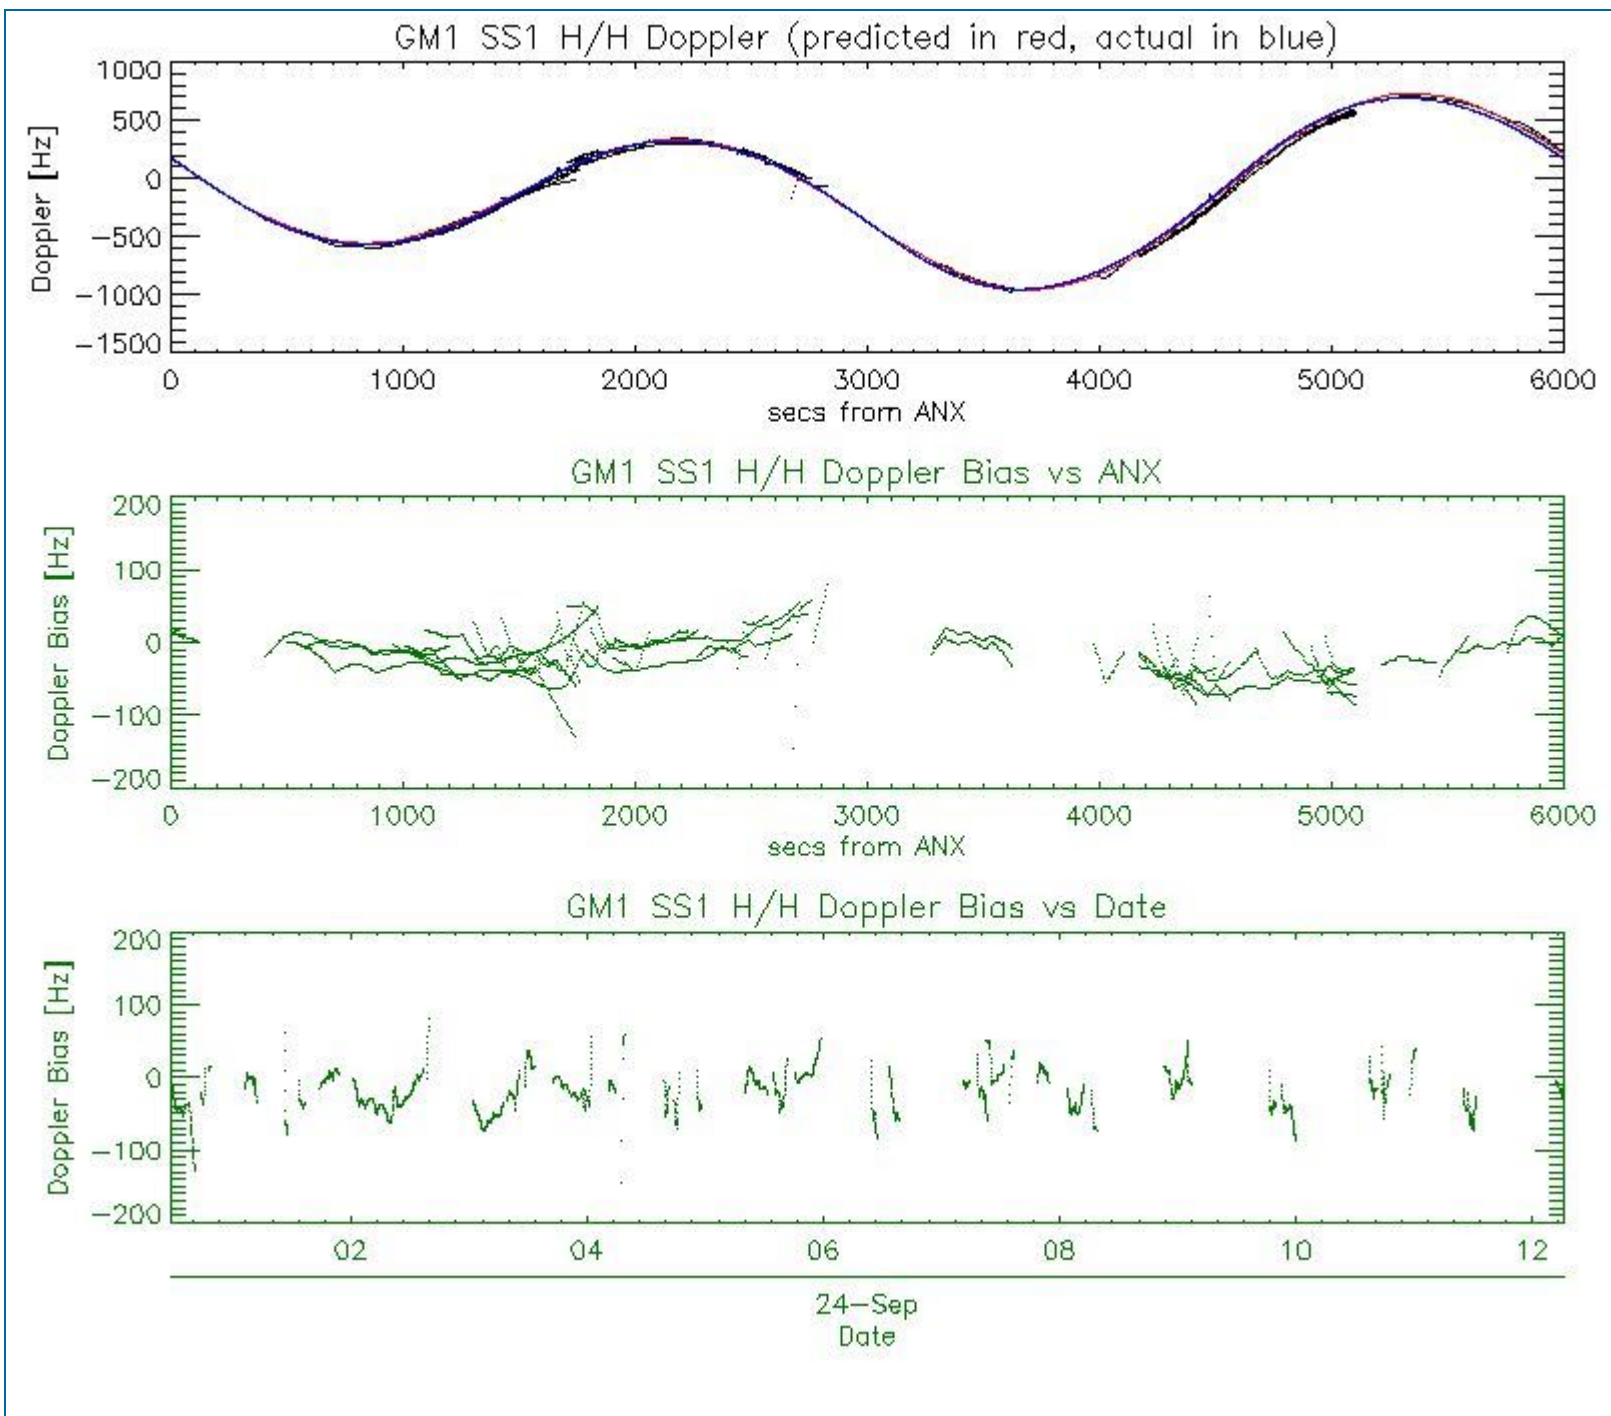 GM1 SS1 H/H Doppler (predicted in red, actual in blue)
1000
500
0
−500
−1000
−1500
Doppler [Hz]
0 1000 2000 3000 4000 5000 6000
secs from ANX
GM1 SS1 H/H Doppler Bias vs ANX
200
100
0
−100
−200
Doppler Bias [Hz]
0 1000 2000 3000 4000 5000 6000
secs from ANX
GM1 SS1 H/H Doppler Bias vs Date
200
100
0
−100
−200
Doppler Bias [Hz]
02 04 06 08 10 12
24−Sep
Date